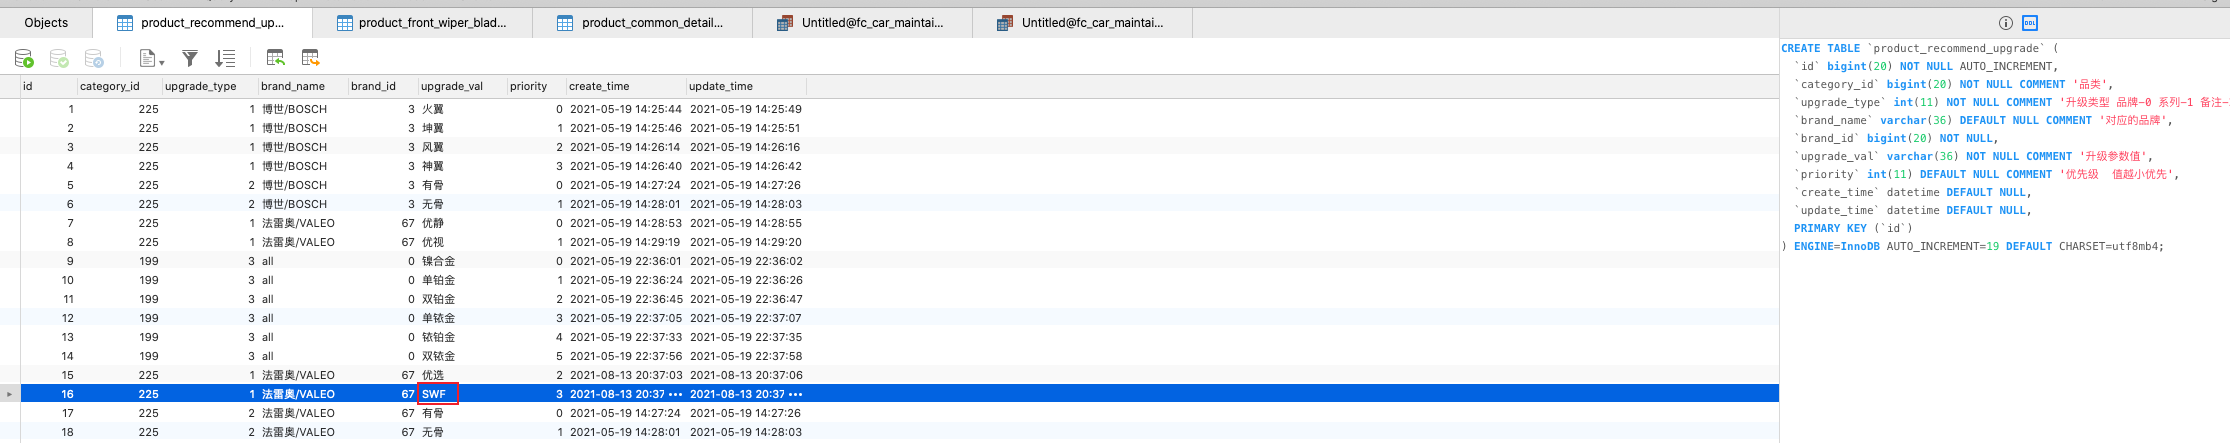 Objects product_recommend_up... product_front_wiper_blad... product_common_detail... Untitled@fc_car_maintai... Untitled@fc_car_maintai...
id category_id upgrade_type brand_name brand_id upgrade_val priority create_time update_time
1 225 1 博世/BOSCH 3 火翼 0 2021-05-19 14:25:44 2021-05-19 14:25:49
2 225 1 博世/BOSCH 3 坤翼 1 2021-05-19 14:25:46 2021-05-19 14:25:51
3 225 1 博世/BOSCH 3 风翼 2 2021-05-19 14:26:14 2021-05-19 14:26:16
4 225 1 博世/BOSCH 3 神翼 3 2021-05-19 14:26:40 2021-05-19 14:26:42
5 225 2 博世/BOSCH 3 有骨 0 2021-05-19 14:27:24 2021-05-19 14:27:26
6 225 2 博世/BOSCH 3 无骨 1 2021-05-19 14:28:01 2021-05-19 14:28:03
7 225 1 法雷奥/VALEO 67 优静 0 2021-05-19 14:28:53 2021-05-19 14:28:55
8 225 1 法雷奥/VALEO 67 优视 1 2021-05-19 14:29:19 2021-05-19 14:29:20
9 199 3 all 0 镍合金 0 2021-05-19 22:36:01 2021-05-19 22:36:02
10 199 3 all 0 单铂金 1 2021-05-19 22:36:24 2021-05-19 22:36:26
11 199 3 all 0 双铂金 2 2021-05-19 22:36:45 2021-05-19 22:36:47
12 199 3 all 0 单铱金 3 2021-05-19 22:37:05 2021-05-19 22:37:07
13 199 3 all 0 铱铂金 4 2021-05-19 22:37:33 2021-05-19 22:37:35
14 199 3 all 0 双铱金 5 2021-05-19 22:37:56 2021-05-19 22:37:58
15 225 1 法雷奥/VALEO 67 优选 2 2021-08-13 20:37:03 2021-08-13 20:37:06
16 225 1 法雷奥/VALEO 67 SWF 3 2021-08-13 20:37 ... 2021-08-13 20:37 ...
17 225 2 法雷奥/VALEO 67 有骨 0 2021-05-19 14:27:24 2021-05-19 14:27:26
18 225 2 法雷奥/VALEO 67 无骨 1 2021-05-19 14:28:01 2021-05-19 14:28:03
DDL
CREATE TABLE `product_recommend_upgrade` (
`id` bigint(20) NOT NULL AUTO_INCREMENT,
`category_id` bigint(20) NOT NULL COMMENT '品类',
`upgrade_type` int(11) NOT NULL COMMENT '升级类型 品牌-0 系列-1 备注-
`brand_name` varchar(36) DEFAULT NULL COMMENT '对应的品牌',
`brand_id` bigint(20) NOT NULL,
`upgrade_val` varchar(36) NOT NULL COMMENT '升级参数值',
`priority` int(11) DEFAULT NULL COMMENT '优先级 值越小优先',
`create_time` datetime DEFAULT NULL,
`update_time` datetime DEFAULT NULL,
PRIMARY KEY (`id`)
) ENGINE=InnoDB AUTO_INCREMENT=19 DEFAULT CHARSET=utf8mb4;